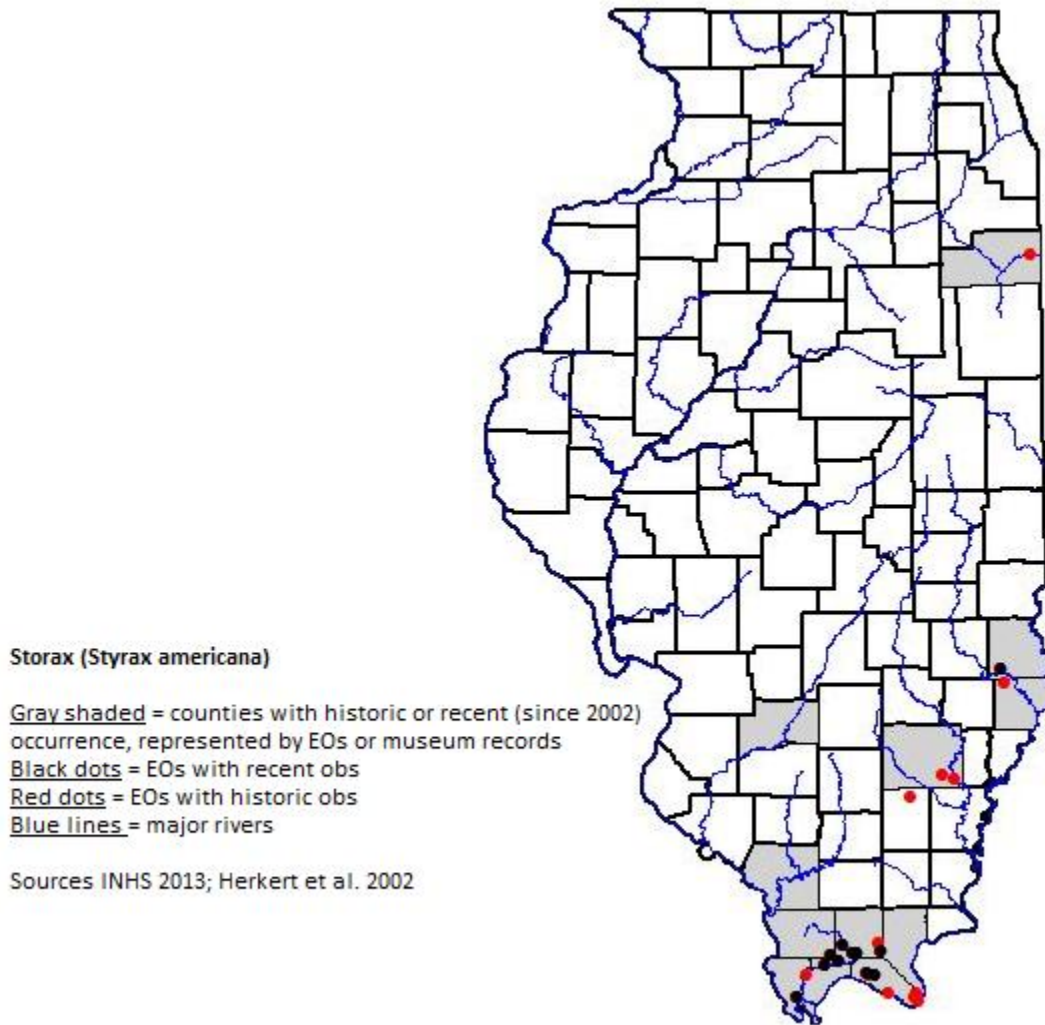 Storax (Styrax americana)
Gray shaded = counties with historic or recent (since 2002)
occurrence, represented by EOs or museum records
Black dots = EOs with recent obs
Red dots = EOs with historic obs
Blue lines = major rivers
Sources INHS 2013; Herkert et al. 2002